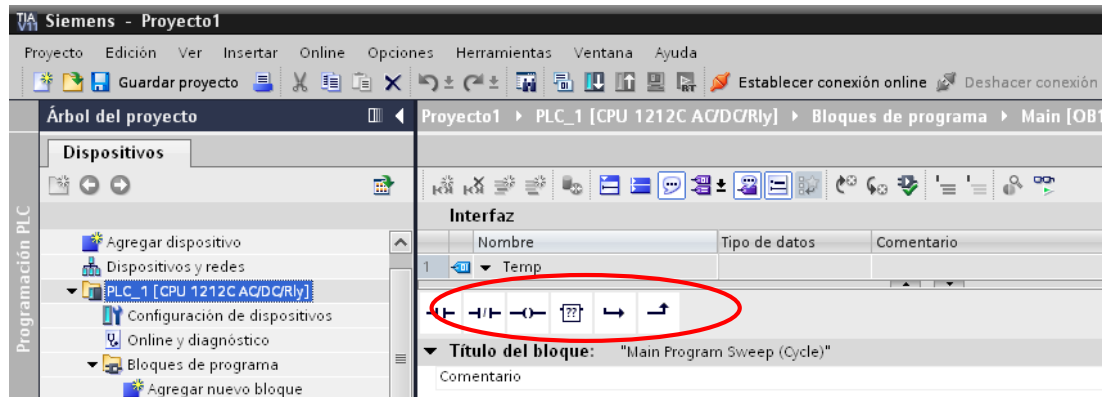 TIA
V11
Siemens - Proyecto1
Proyecto Edición Ver Insertar Online Opciones Herramientas Ventana Ayuda
Guardar proyecto Establecer conexión online Deshacer conexión
Árbol del proyecto
Proyecto1 PLC_1 [CPU 1212C AC/DC/Rly] Bloques de programa Main [OB1
Dispositivos
Interfaz
Nombre Tipo de datos Comentario
1 Temp
Programación PLC
Agregar dispositivo
Dispositivos y redes
PLC_1 [CPU 1212C AC/DC/Rly]
Configuración de dispositivos
Online y diagnóstico
Bloques de programa
Agregar nuevo bloque
??
Título del bloque: "Main Program Sweep (Cycle)"
Comentario